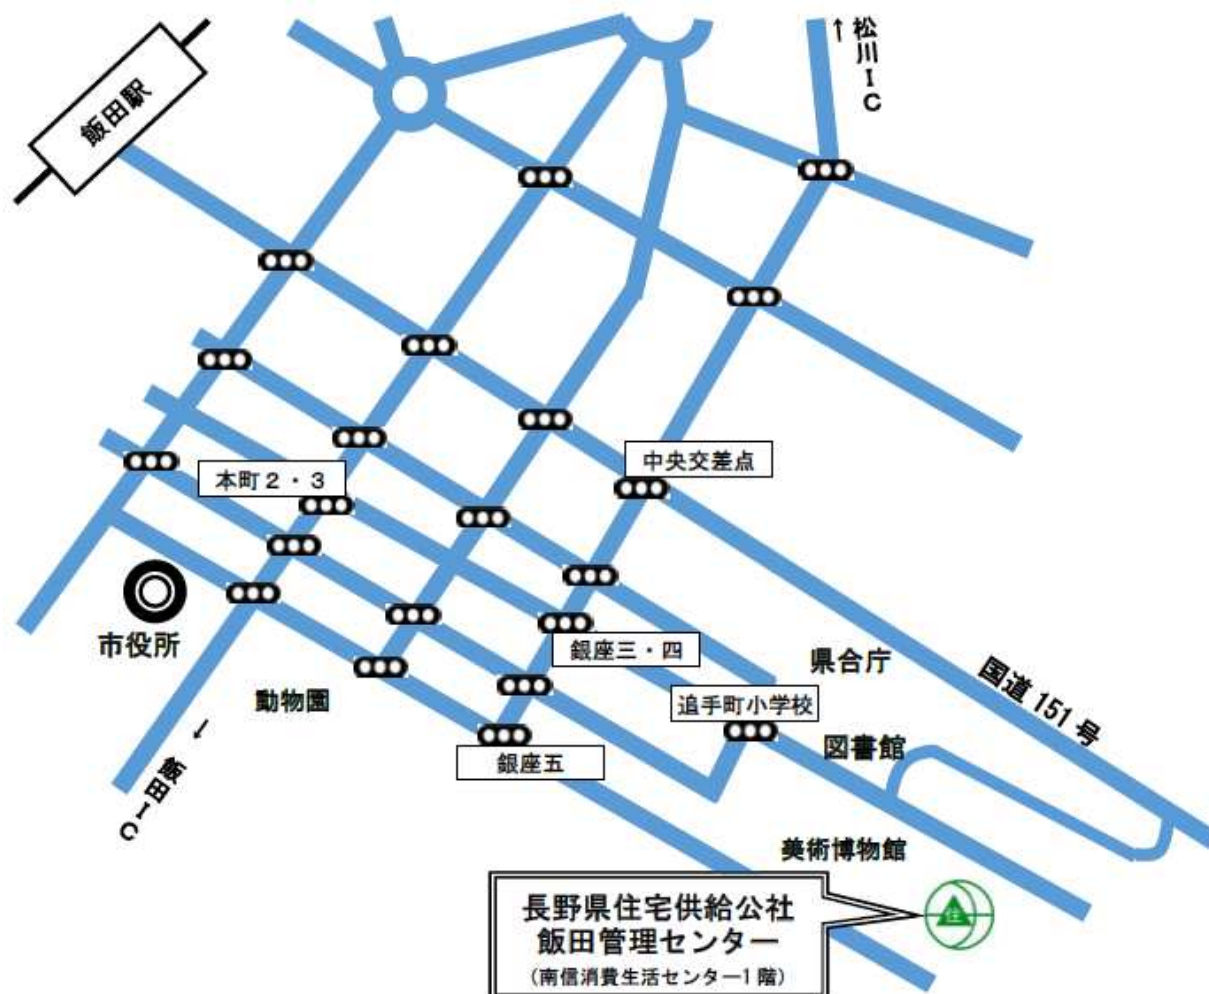 ↑ 松川IC
飯田駅
中央交差点
本町2・3
市役所
銀座三・四
県合庁
国道151号
動物園
追手町小学校
図書館
銀座五
↓ 飯田IC
美術博物館
長野県住宅供給公社
飯田管理センター
(南信消費生活センター1階)
住